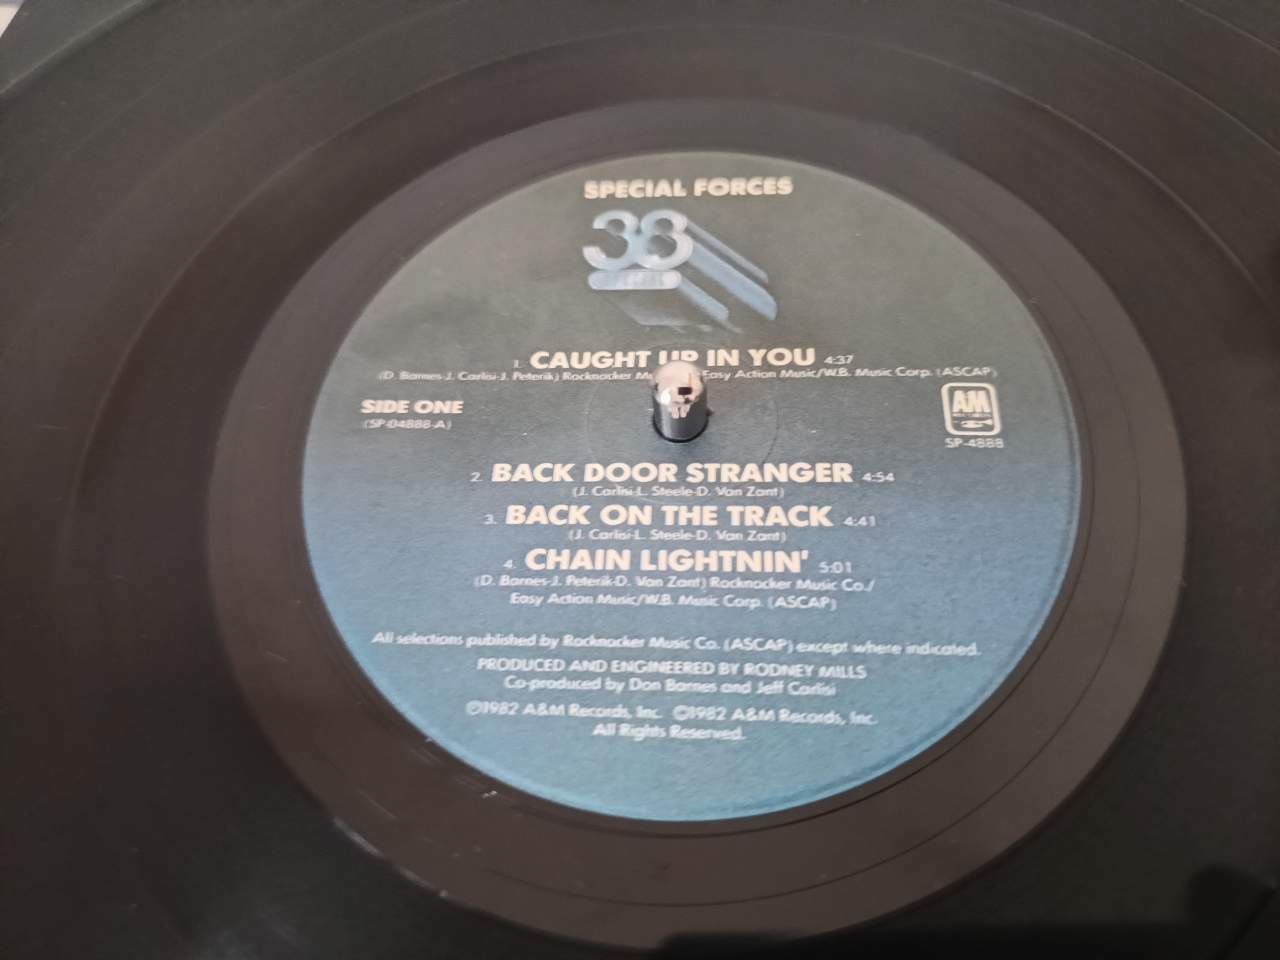 SPECIAL FORCES
38
SPECIAL
1. CAUGHT UP IN YOU 4:37
(D. Barnes-J. Carlisi-J. Peterik) Rocknocker Easy Action Music/W.B. Music Corp. (ASCAP)
SIDE ONE
(SP-04888-A)
AM
SP-4888
2. BACK DOOR STRANGER 4:54
(J. Carlisi-L. Steele-D. Van Zant)
3. BACK ON THE TRACK 4:41
(J. Carlisi-L. Steele-D. Van Zant)
4. CHAIN LIGHTNIN' 5:01
(D. Barnes-J. Peterik-D. Van Zant) Rocknocker Music Co./
Easy Action Music/W.B. Music Corp. (ASCAP)
All selections published by Rocknocker Music Co. (ASCAP) except where indicated.
PRODUCED AND ENGINEERED BY RODNEY MILLS
Co-produced by Don Barnes and Jeff Carlisi
℗1982 A&M Records, Inc. ©1982 A&M Records, Inc.
All Rights Reserved.